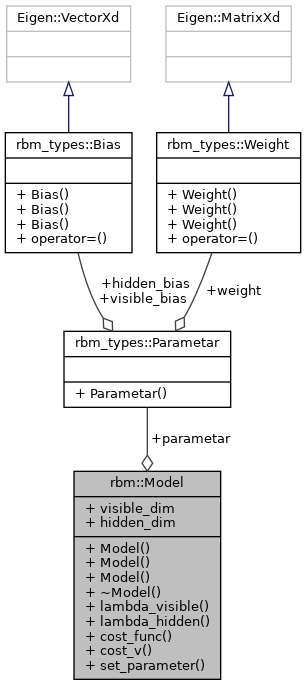 Eigen::VectorXd
Eigen::MatrixXd
rbm_types::Bias
+ Bias()
+ Bias()
+ Bias()
+ operator=()
rbm_types::Weight
+ Weight()
+ Weight()
+ Weight()
+ operator=()
+hidden_bias
+visible_bias
+weight
rbm_types::Parametar
+ Parametar()
+parametar
rbm::Model
+ visible_dim
+ hidden_dim
+ Model()
+ Model()
+ Model()
+ ~Model()
+ lambda_visible()
+ lambda_hidden()
+ cost_func()
+ cost_v()
+ set_parameter()